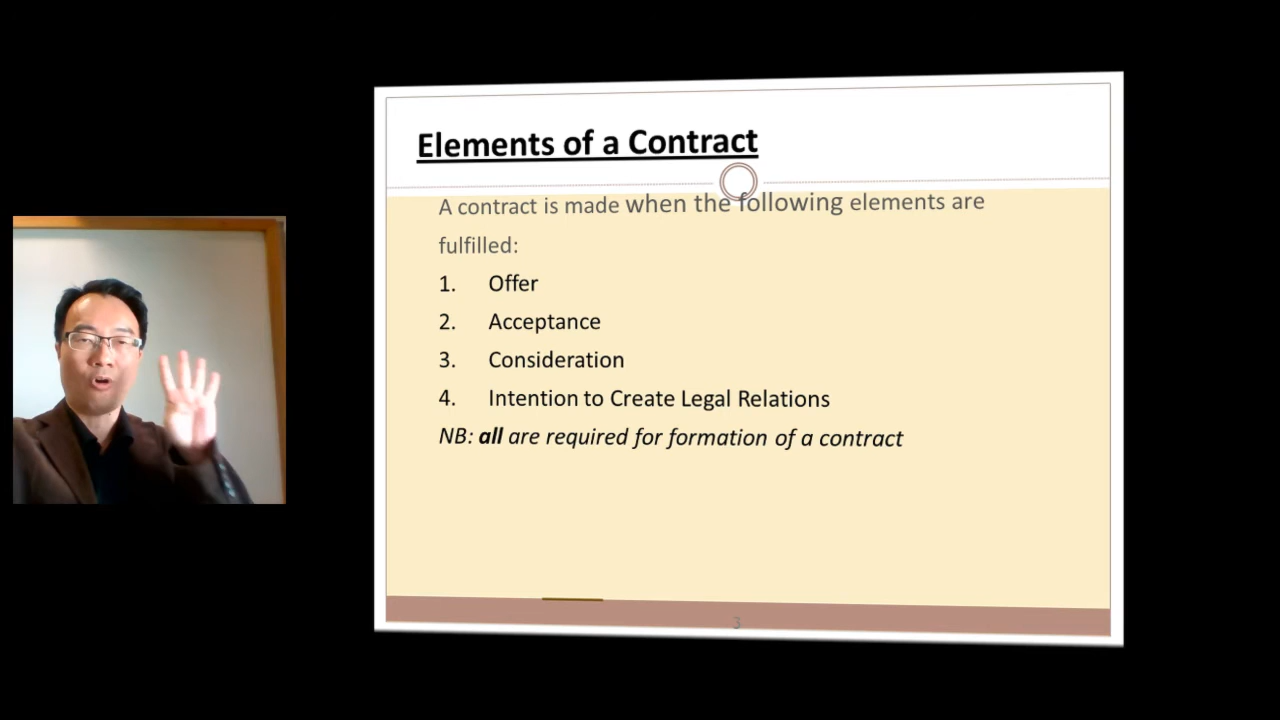 Elements of a Contract
A contract is made when the following elements are
fulfilled:
1. Offer
2. Acceptance
3. Consideration
4. Intention to Create Legal Relations
NB: all are required for formation of a contract
3